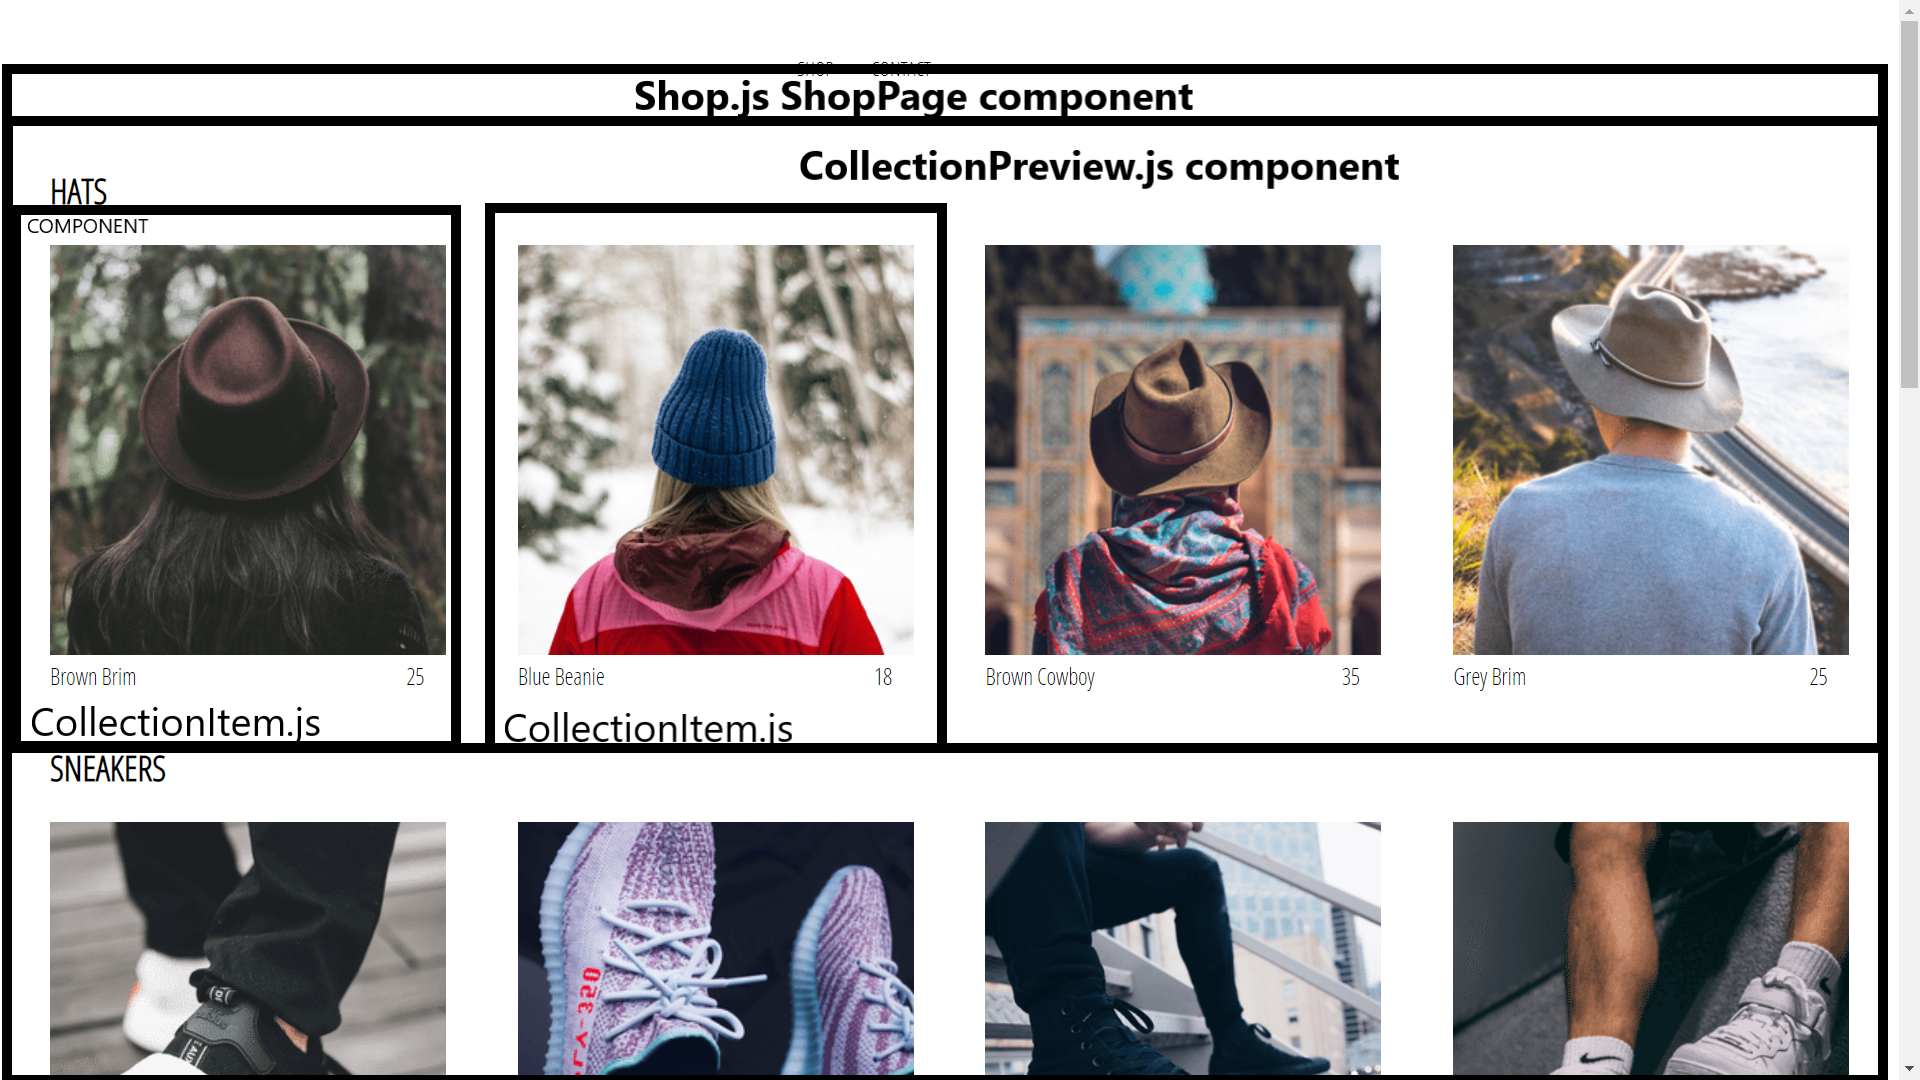 SHOP CONTACT
Shop.js ShopPage component
CollectionPreview.js component
HATS
COMPONENT
Brown Brim 25
Blue Beanie 18
Brown Cowboy 35
Grey Brim 25
CollectionItem.js
CollectionItem.js
SNEAKERS